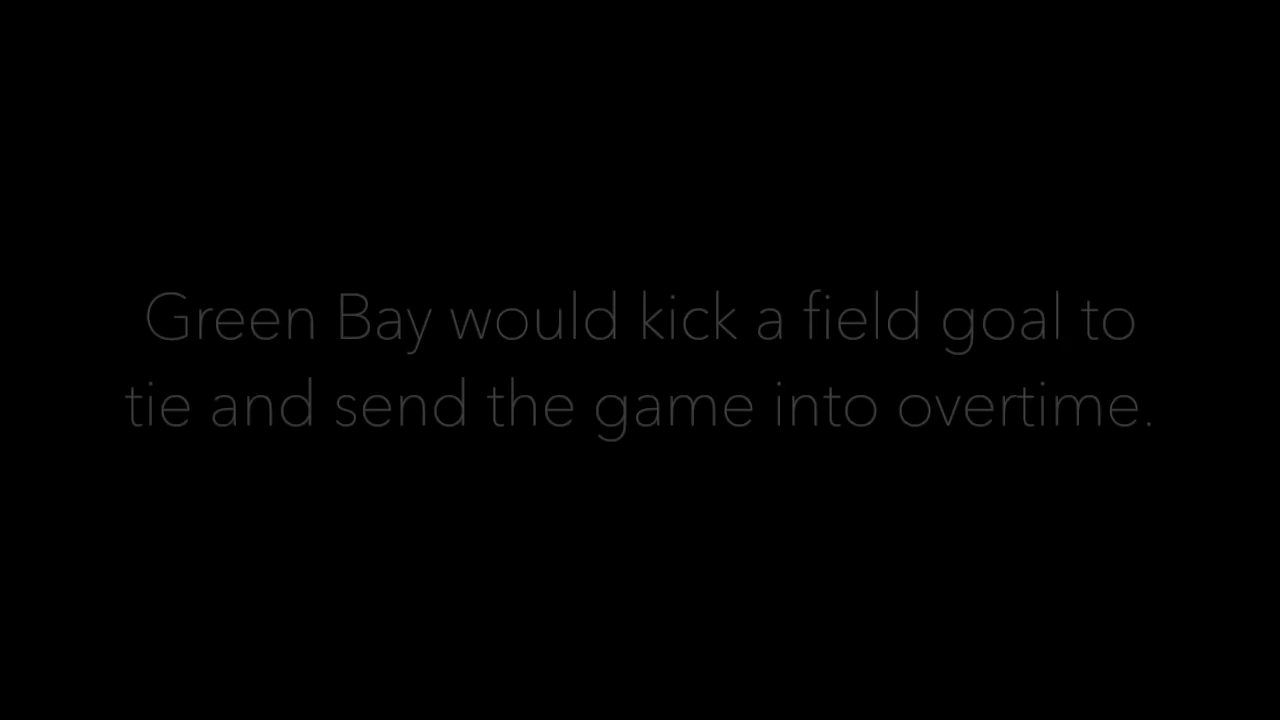 Green Bay would kick a field goal to
tie and send the game into overtime.